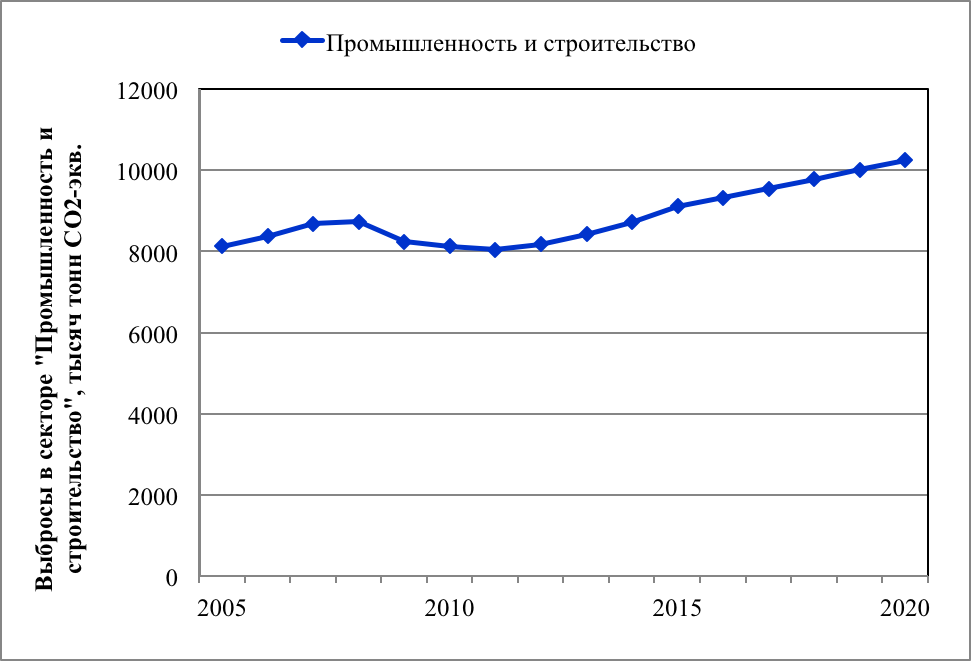 Промышленность и строительство
Выбросы в секторе "Промышленность и
строительство", тысяч тонн СО2-экв.
12000
10000
8000
6000
4000
2000
0
2005 2010 2015 2020